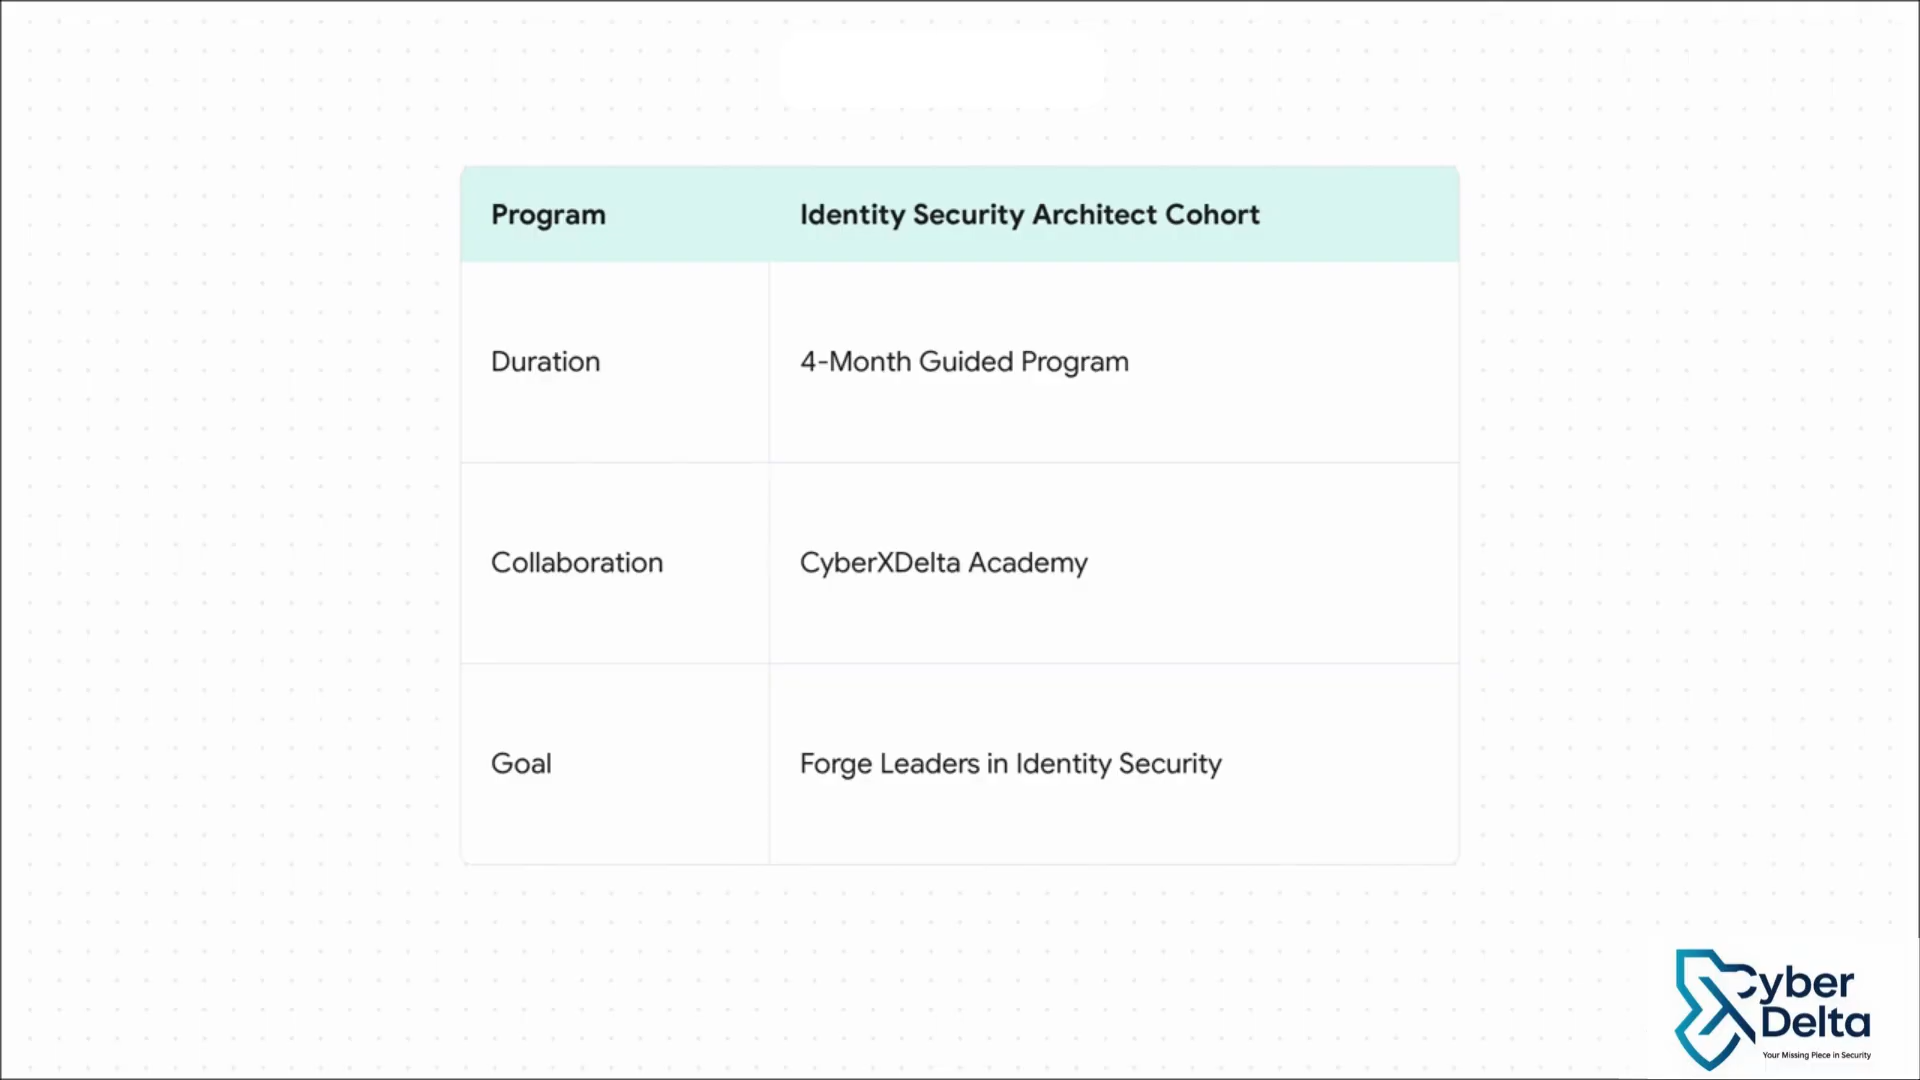 Program Identity Security Architect Cohort
Duration 4-Month Guided Program
Collaboration CyberXDelta Academy
Goal Forge Leaders in Identity Security
Cyber
Delta
Your Missing Piece in Security